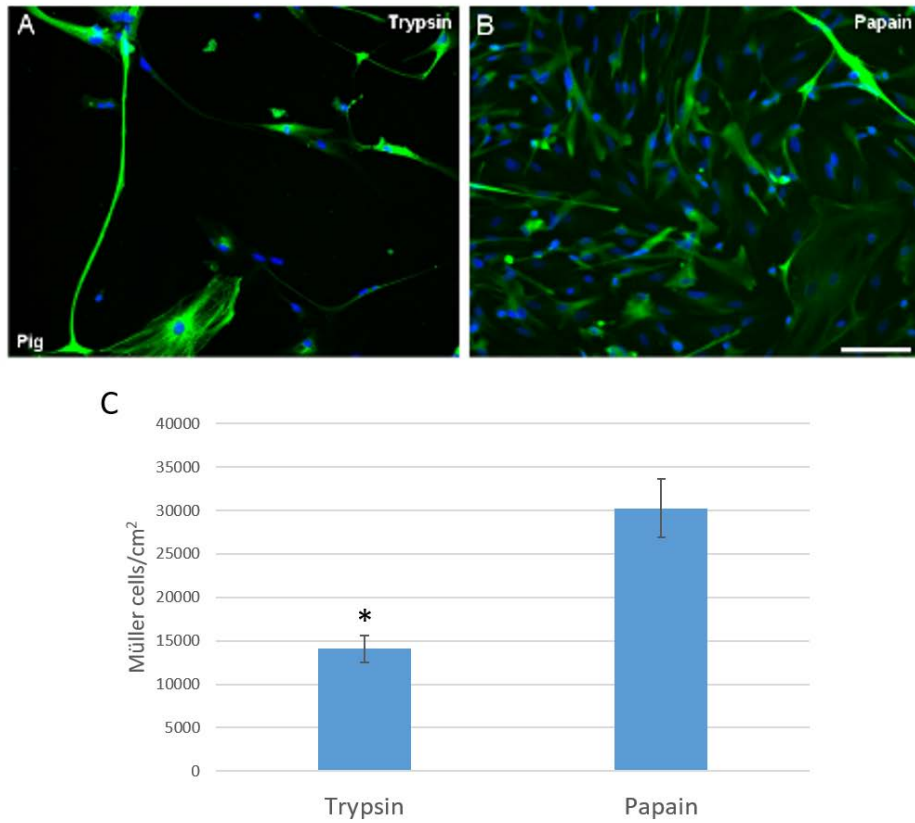 A
Trypsin
Pig
B
Papain
C
40000
35000
30000
25000
20000
15000
10000
5000
0
Müller cells/cm²
*
Trypsin
Papain